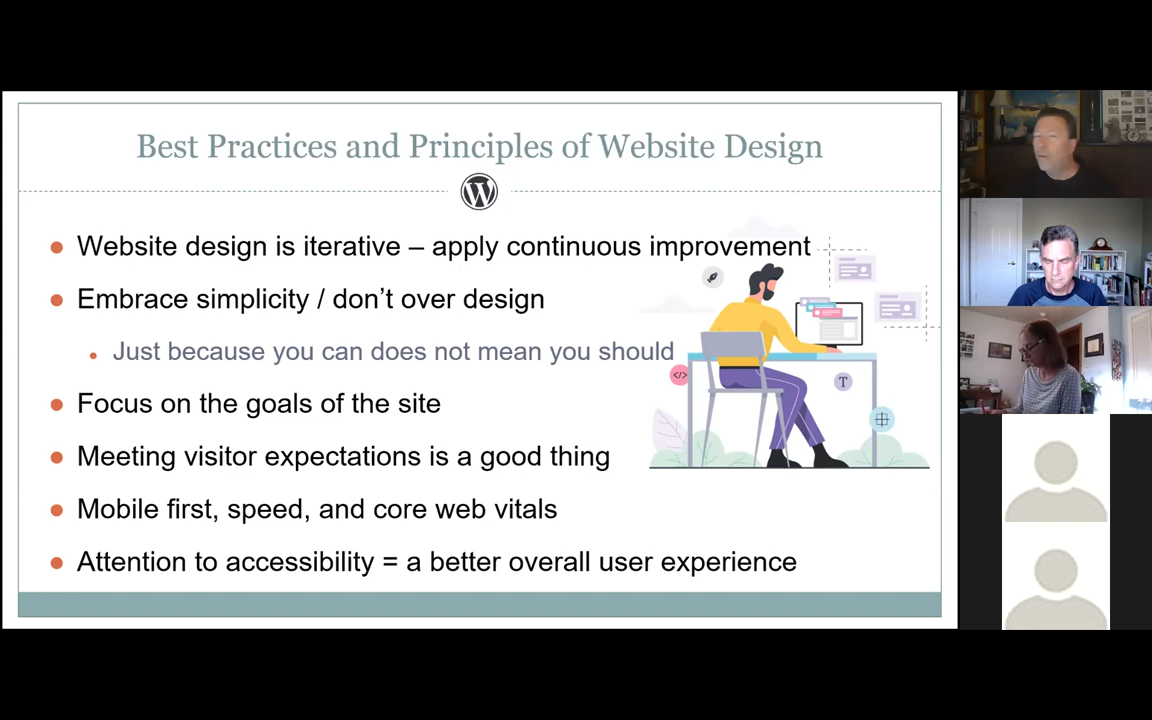 Best Practices and Principles of Website Design
Website design is iterative – apply continuous improvement
Embrace simplicity / don’t over design
Just because you can does not mean you should
Focus on the goals of the site
Meeting visitor expectations is a good thing
Mobile first, speed, and core web vitals
Attention to accessibility = a better overall user experience
W
</>
T